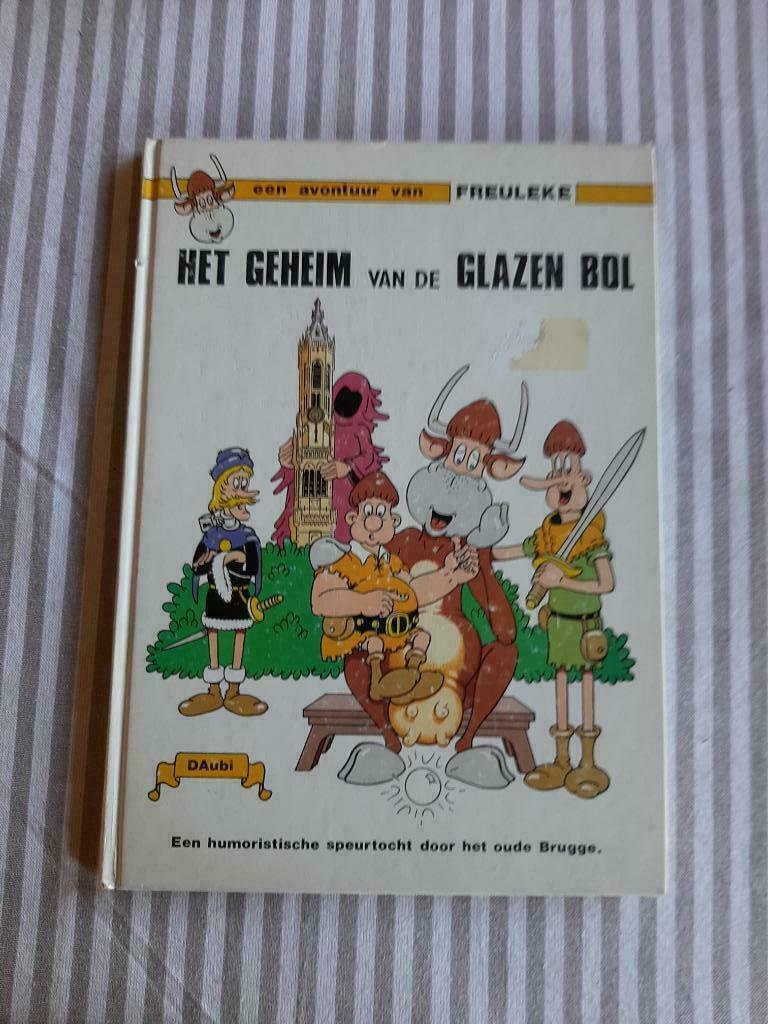 een avontuur van FREULEKE
HET GEHEIM VAN DE GLAZEN BOL
DAubi
Een humoristische speurtocht door het oude Brugge.